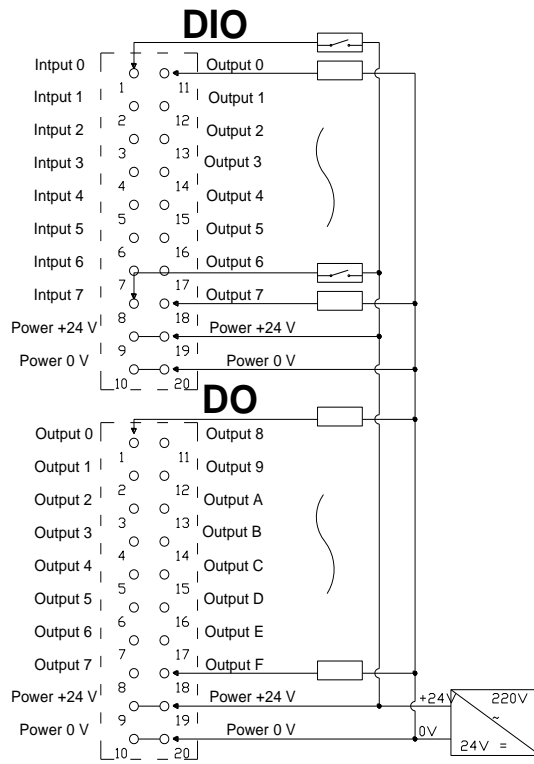 DIO
Intput 0 Output 0
1 11
Intput 1 Output 1
2 12
Intput 2 Output 2
3 13
Intput 3 Output 3
4 14
Intput 4 Output 4
5 15
Intput 5 Output 5
6 16
Intput 6 Output 6
7 17
Intput 7 Output 7
8 18
Power +24 V Power +24 V
9 19
Power 0 V Power 0 V
10 20
DO
Output 0 Output 8
1 11
Output 1 Output 9
2 12
Output 2 Output A
3 13
Output 3 Output B
4 14
Output 4 Output C
5 15
Output 5 Output D
6 16
Output 6 Output E
7 17
Output 7 Output F
8 18
Power +24 V Power +24 V +24V 220V
9 19 ~
Power 0 V Power 0 V 0V
10 20 24V =